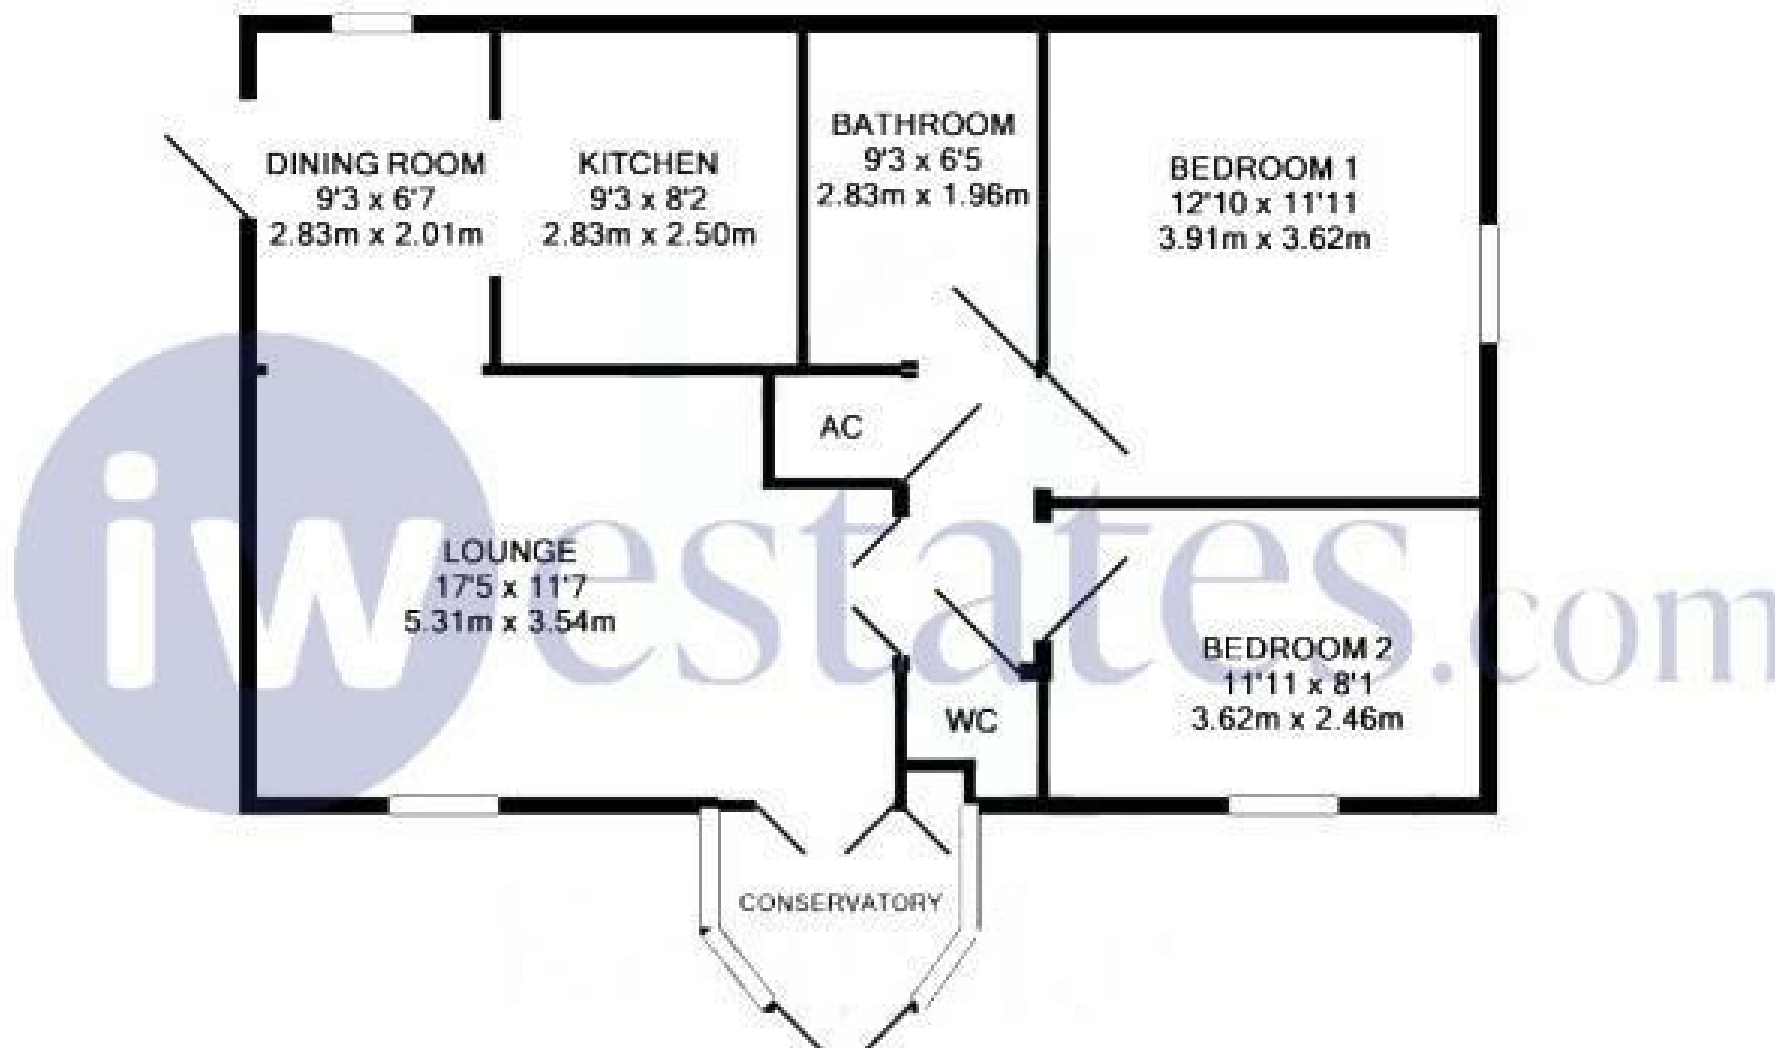 DINING ROOM
9'3 x 6'7
2.83m x 2.01m
KITCHEN
9'3 x 8'2
2.83m x 2.50m
BATHROOM
9'3 x 6'5
2.83m x 1.96m
BEDROOM 1
12'10 x 11'11
3.91m x 3.62m
AC
LOUNGE
17'5 x 11'7
5.31m x 3.54m
iwestates.com
BEDROOM 2
11'11 x 8'1
3.62m x 2.46m
WC
CONSERVATORY